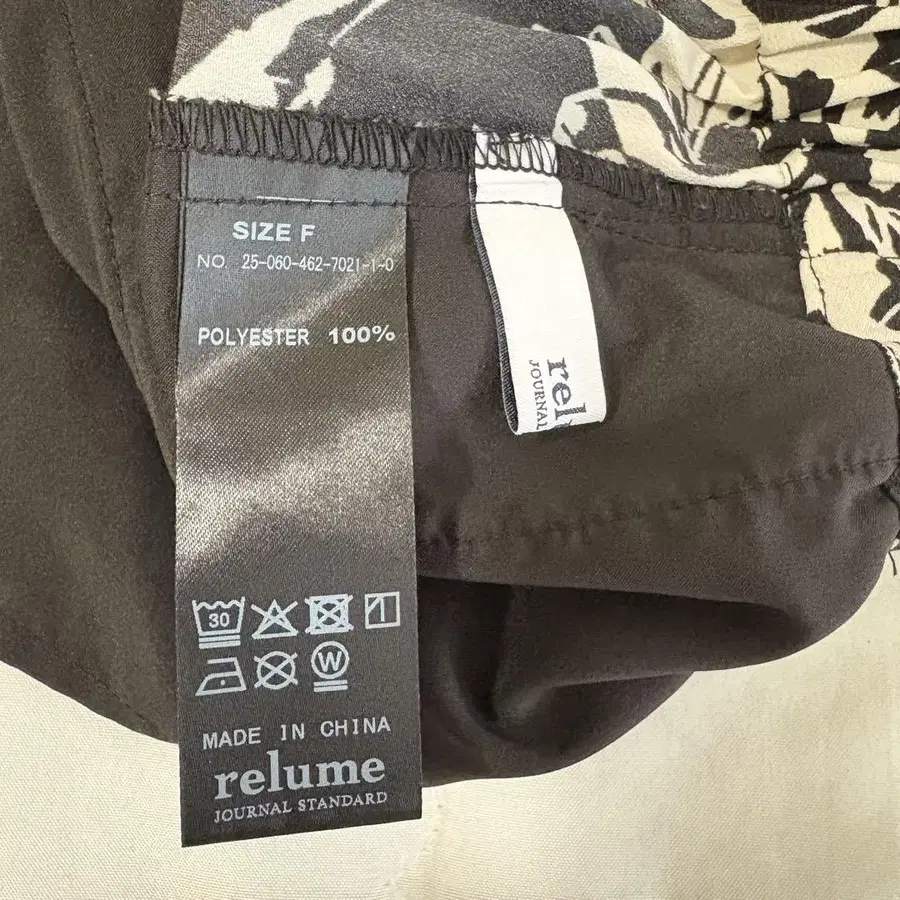 SIZE F
NO. 25-060-462-7021-1-0
POLYESTER 100%
30
W
MADE IN CHINA
relume
JOURNAL STANDARD
rel
JOURNAL